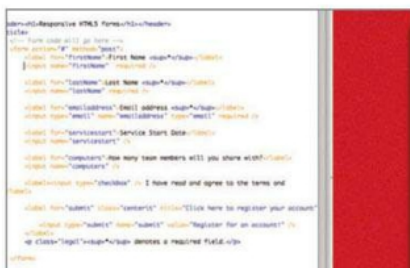 ader><h1>Responsive HTML5 forms</h1></header>
title>
<!-- Form code will go here -->
<form action="#" method="post">
<label for="firstName">First Name <sup>*</sup></label>
<input name="firstName" required />
<label for="lastName">Last Name <sup>*</sup></label>
<input name="lastName" required />
<label for="emailaddress">Email address <sup>*</sup></label>
<input type="email" name="emailaddress" type="email" required />
<label for="servicestart">Service Start Date</label>
<input name="servicestart" />
<label for="computers">How many team members will you share with?</label>
<input name="computers" />
<label><input type="checkbox" /> I have read and agree to the terms and
</label>
<label for="submit" class="centerit" title="Click here to register your account"
<input type="submit" name="submit" value="Register for an account!" />
</label>
<p class="legal"><sup>*</sup> denotes a required field.</p>
</form>